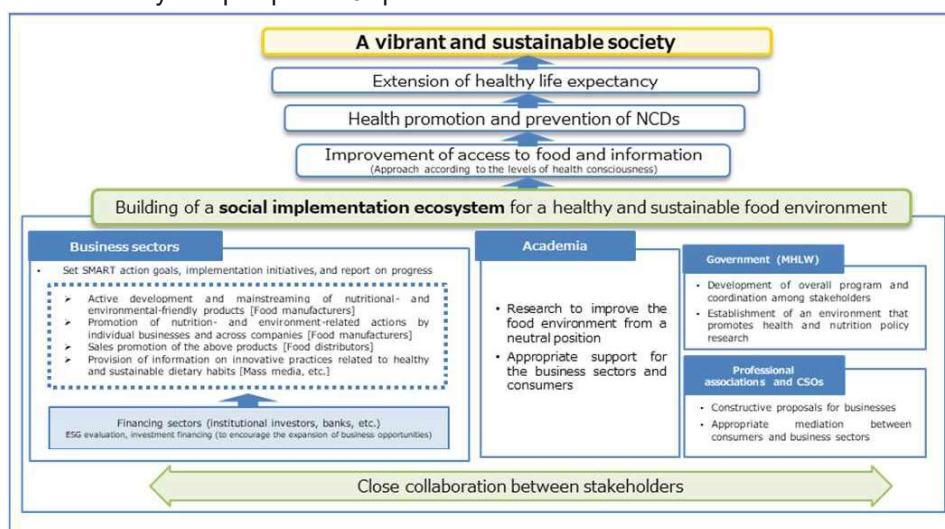 A vibrant and sustainable society
Extension of healthy life expectancy
Health promotion and prevention of NCDs
Improvement of access to food and information
(Approach according to the levels of health consciousness)
Building of a social implementation ecosystem for a healthy and sustainable food environment
Business sectors
• Set SMART action goals, implementation initiatives, and report on progress
➢ Active development and mainstreaming of nutritional- and
environmental-friendly products [Food manufacturers]
➢ Promotion of nutrition- and environment-related actions by
individual businesses and across companies [Food manufacturers]
➢ Sales promotion of the above products [Food distributors]
➢ Provision of information on innovative practices related to healthy
and sustainable dietary habits [Mass media, etc.]
Financing sectors (institutional investors, banks, etc.)
ESG evaluation, investment financing (to encourage the expansion of business opportunities)
Academia
• Research to improve the
food environment from a
neutral position
• Appropriate support for
the business sectors and
consumers
Government (MHLW)
• Development of overall program and
coordination among stakeholders
• Establishment of an environment that
promotes health and nutrition policy
research
Professional
associations and CSOs
• Constructive proposals for businesses
• Appropriate mediation between
consumers and business sectors
Close collaboration between stakeholders